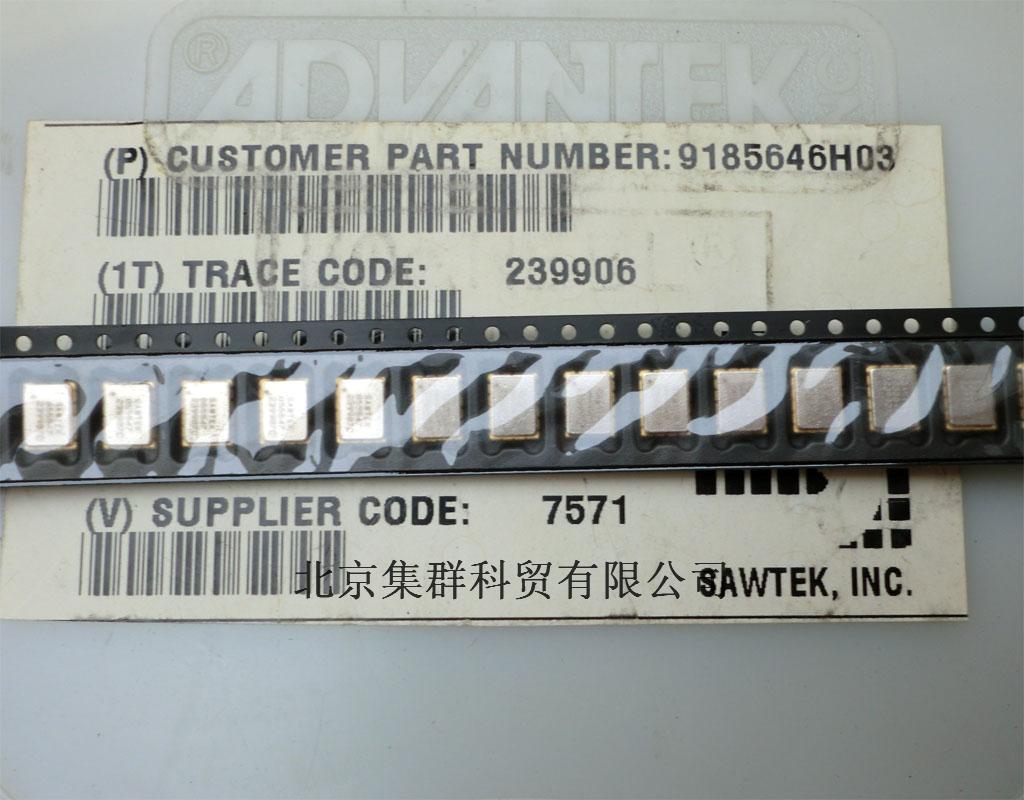 ® ADVANTEK
(P) CUSTOMER PART NUMBER: 9185646H03
(1T) TRACE CODE: 239906
(V) SUPPLIER CODE: 7571
北京集群科贸有限公司
SAWTEK, INC.